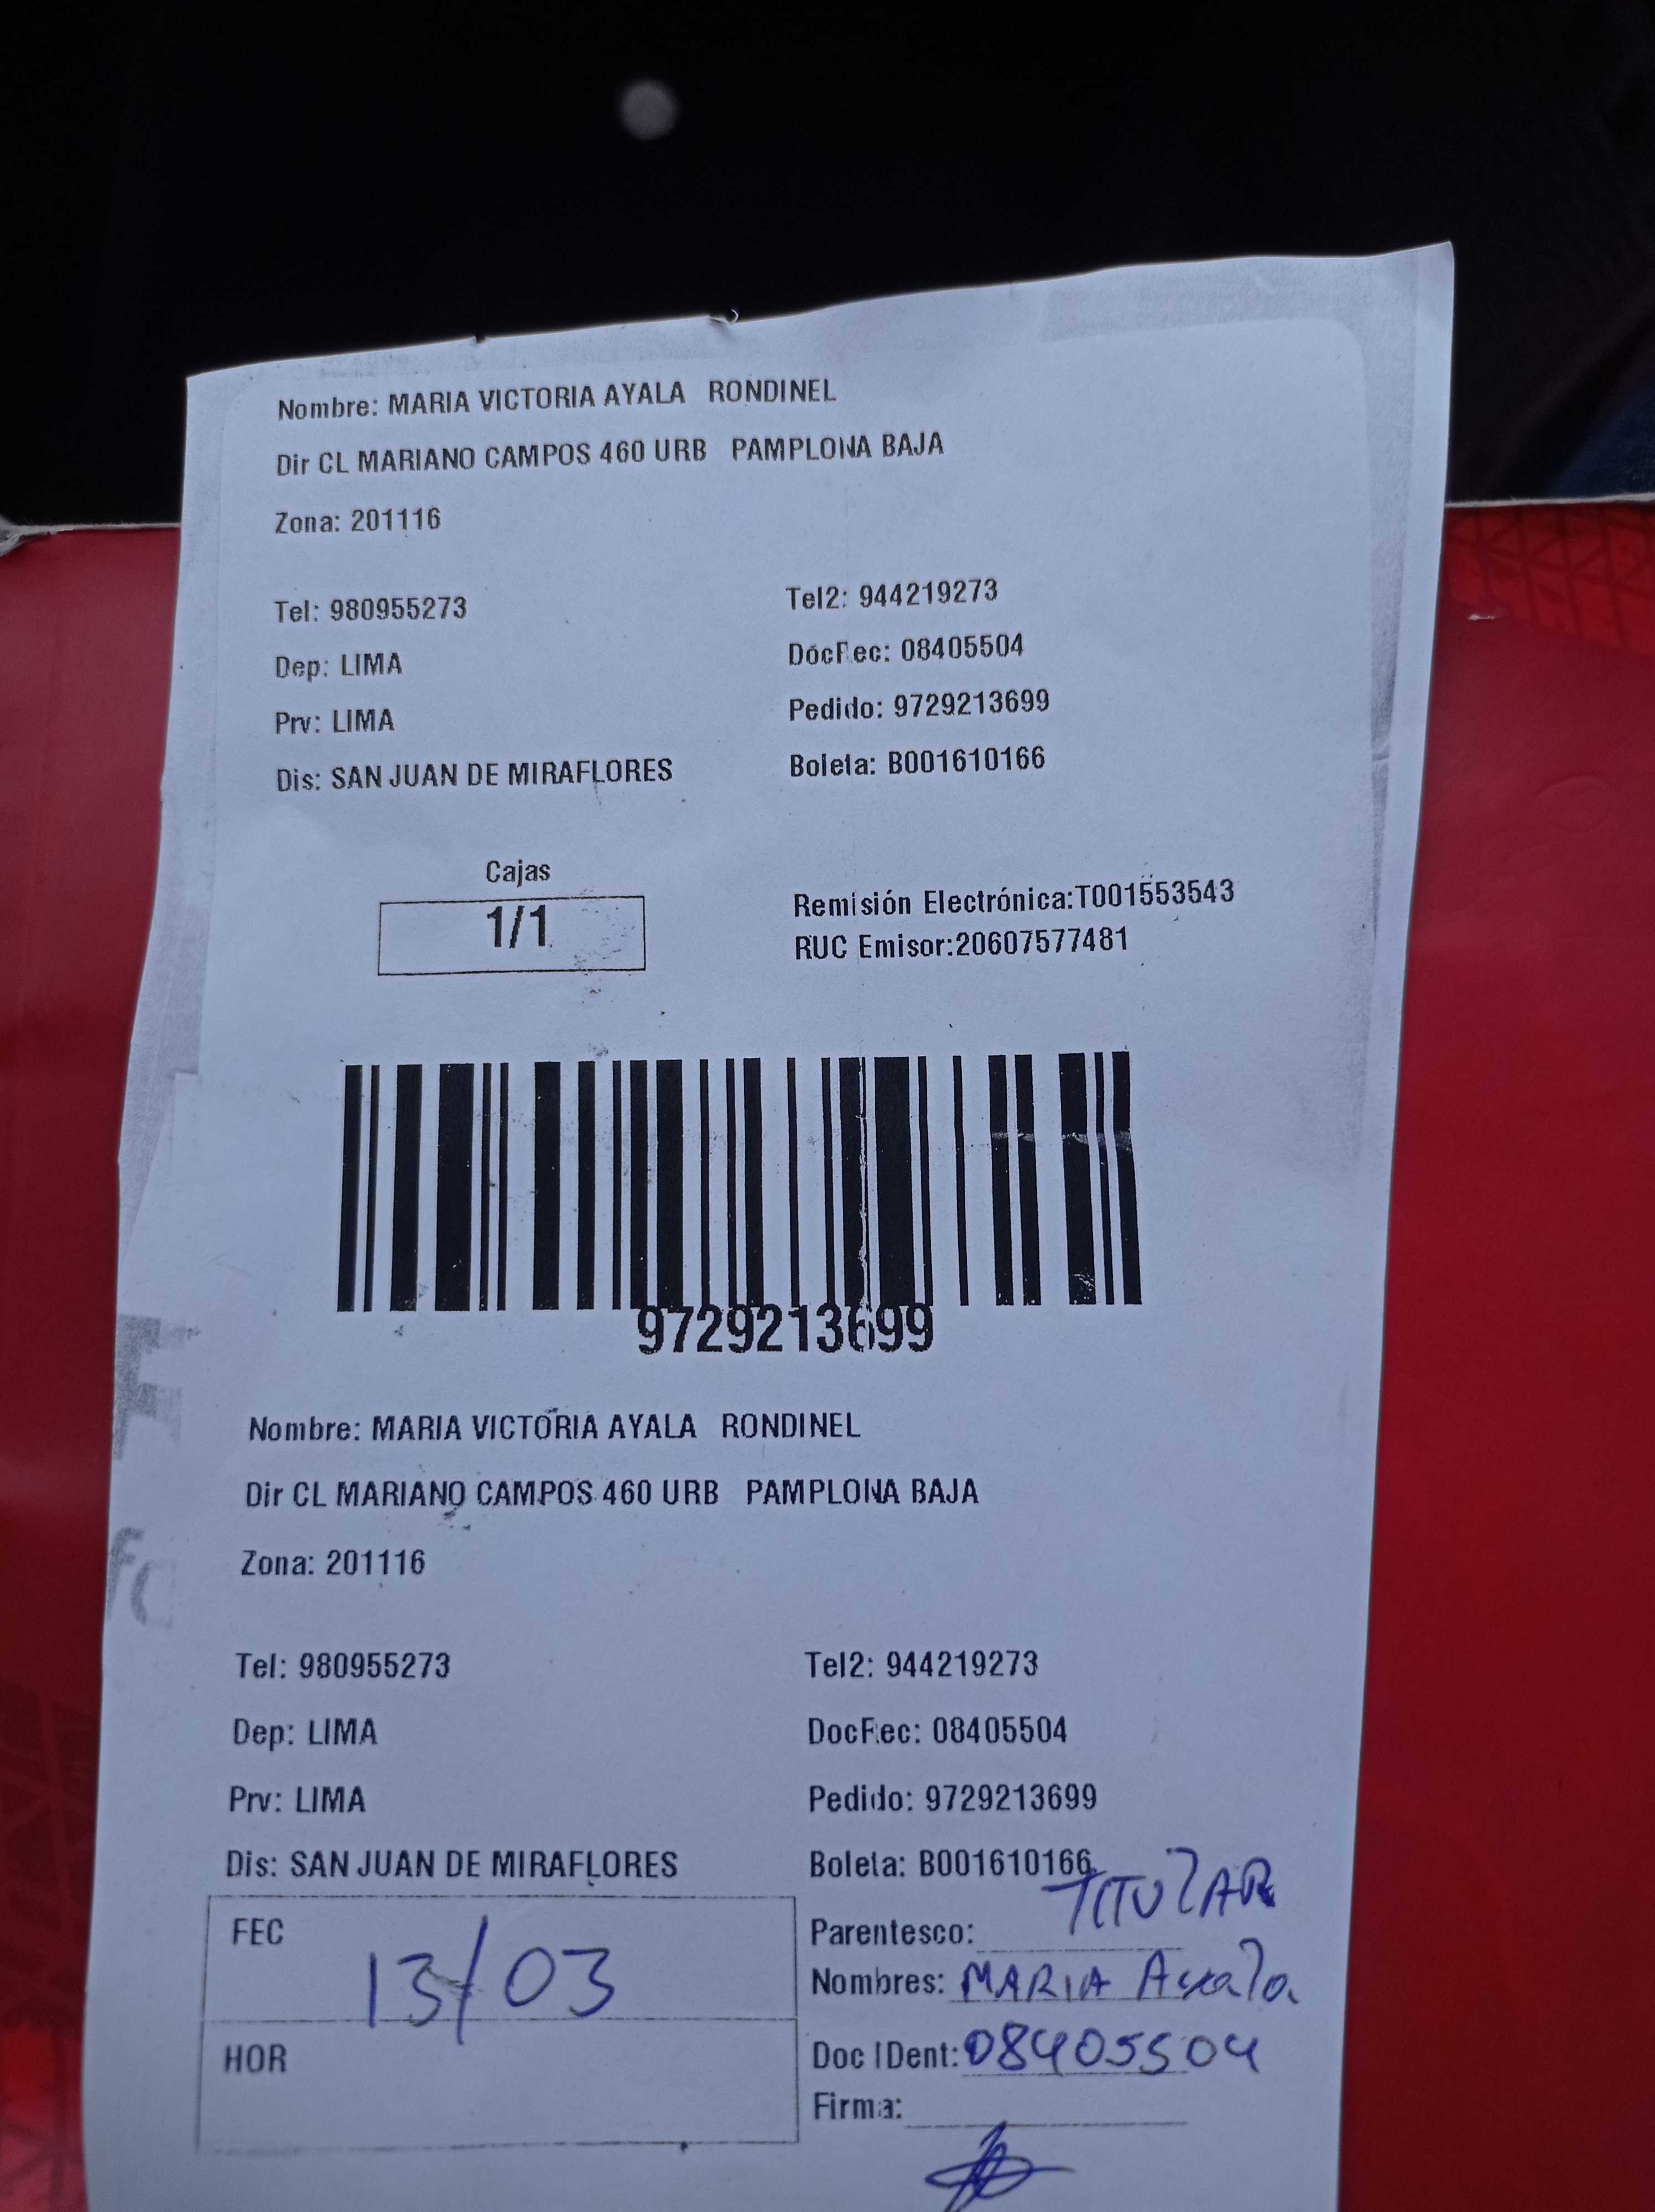 Nombre: MARIA VICTORIA AYALA RONDINEL
Dir CL MARIANO CAMPOS 460 URB PAMPLONA BAJA
Zona: 201116
Tel: 980955273 Tel2: 944219273
Dep: LIMA DocRec: 08405504
Prv: LIMA Pedido: 9729213699
Dis: SAN JUAN DE MIRAFLORES Boleta: B001610166
Cajas
1/1
Remisión Electrónica:T001553543
RUC Emisor:20607577481
9729213699
Nombre: MARIA VICTORIA AYALA RONDINEL
Dir CL MARIANO CAMPOS 460 URB PAMPLONA BAJA
Zona: 201116
Tel: 980955273 Tel2: 944219273
Dep: LIMA DocRec: 08405504
Prv: LIMA Pedido: 9729213699
Dis: SAN JUAN DE MIRAFLORES Boleta: B001610166
FEC 13/03
HOR
Parentesco: TITULAR
Nombres: MARIA Ayala
Doc IDent: 08405504
Firma: